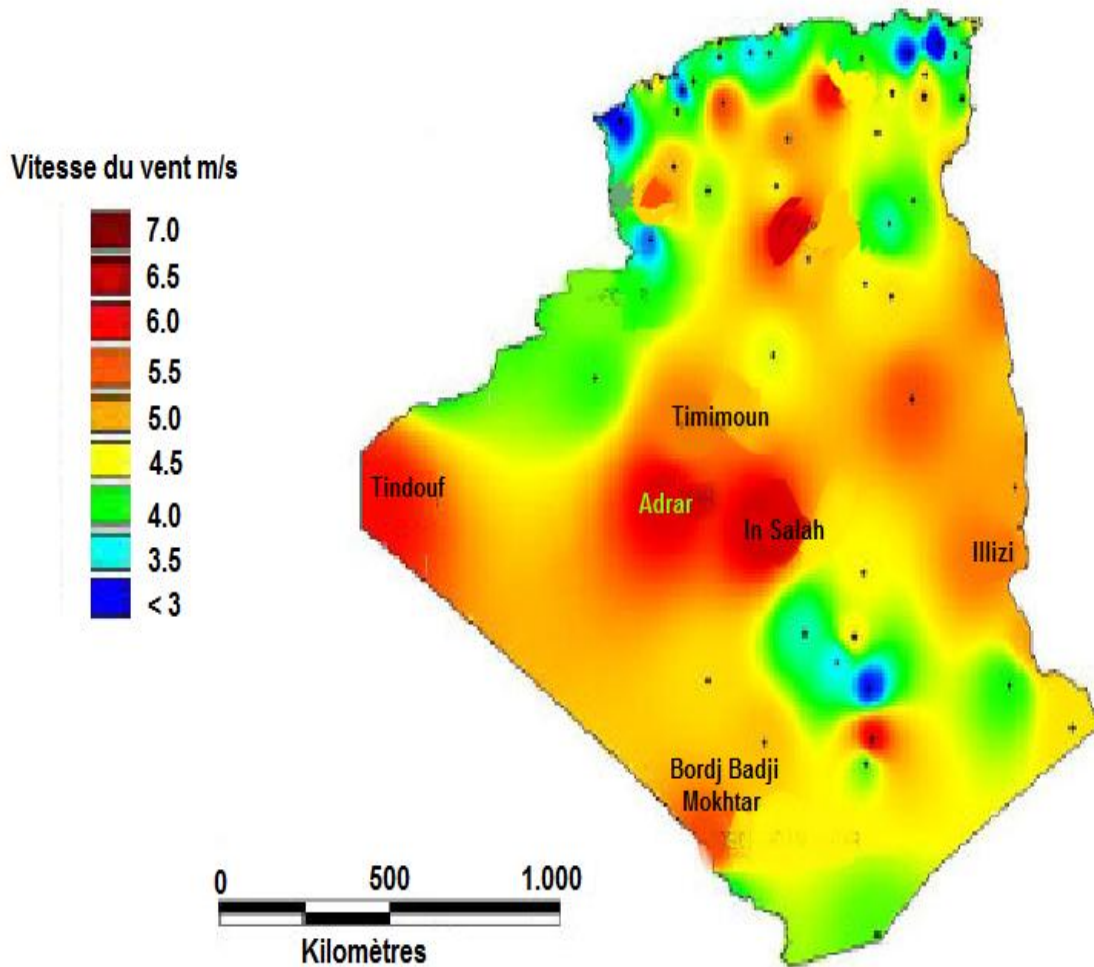 Vitesse du vent m/s
7.0
6.5
6.0
5.5
5.0
4.5
4.0
3.5
< 3
Timimoun
Tindouf
Adrar
In-Salah
Illizi
Bordj Badji
Mokhtar
0 500 1.000
Kilomètres